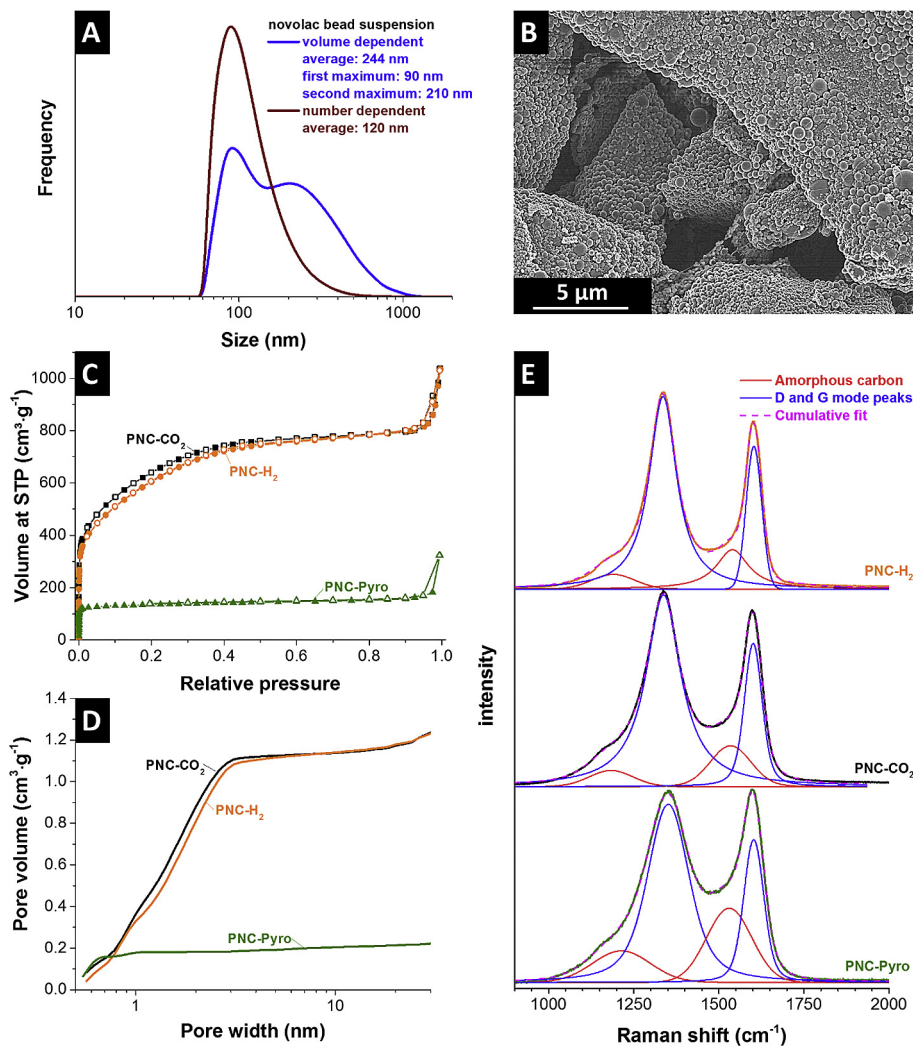 A
novolac bead suspension
volume dependent
average: 244 nm
first maximum: 90 nm
second maximum: 210 nm
number dependent
average: 120 nm
Frequency
10
100
1000
Size (nm)
B
5 µm
C
1000
800
600
400
200
0
PNC-CO₂
PNC-H₂
PNC-Pyro
0.0
0.2
0.4
0.6
0.8
1.0
Relative pressure
Volume at STP (cm³·g⁻¹)
D
1.4
1.2
1.0
0.8
0.6
0.4
0.2
0.0
PNC-CO₂
PNC-H₂
PNC-Pyro
1
10
Pore width (nm)
Pore volume (cm³·g⁻¹)
E
Amorphous carbon
D and G mode peaks
Cumulative fit
PNC-H₂
PNC-CO₂
PNC-Pyro
intensity
1000
1250
1500
1750
2000
Raman shift (cm⁻¹)